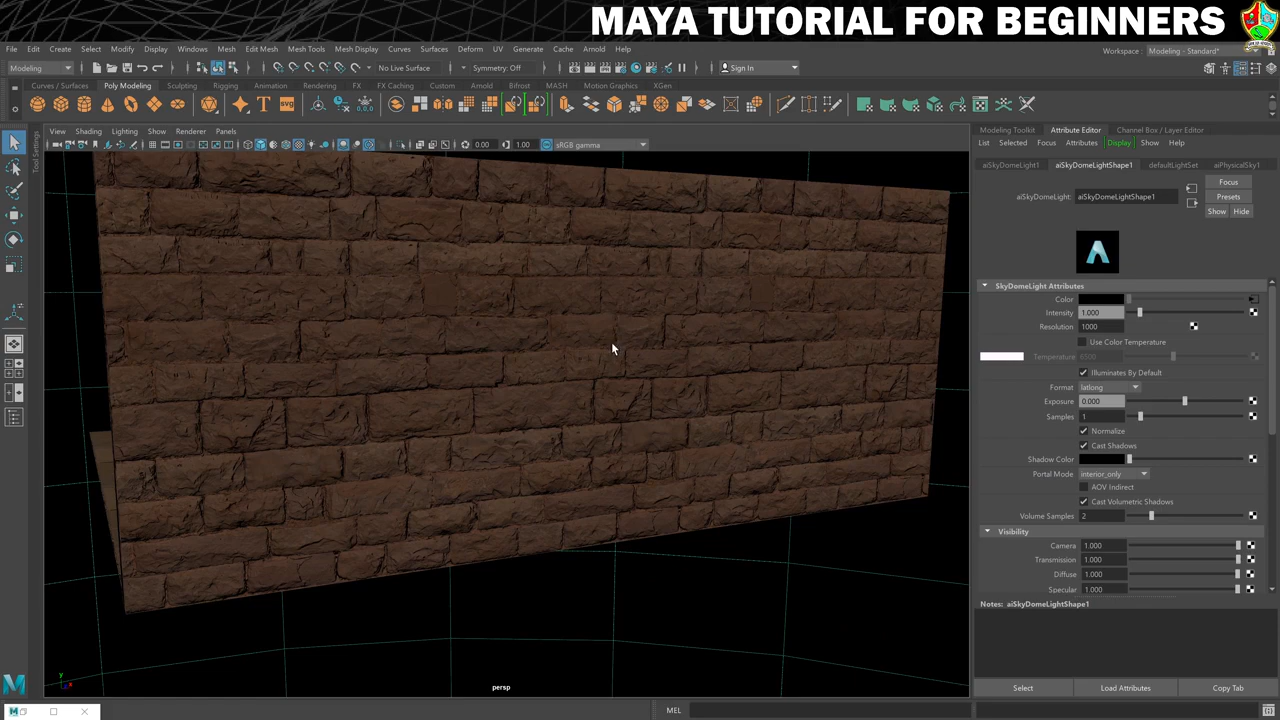 MAYA TUTORIAL FOR BEGINNERS
File Edit Create Select Modify Display Windows Mesh Edit Mesh Mesh Tools Mesh Display Curves Surfaces Deform UV Generate Cache Arnold Help
Workspace : Modeling - Standard*
Modeling No Live Surface Symmetry: Off Sign In
Curves / Surfaces Poly Modeling Sculpting Rigging Animation Rendering FX FX Caching Custom Arnold Bifrost MASH Motion Graphics XGen
View Shading Lighting Show Renderer Panels
0.00 1.00 sRGB gamma
Tool Settings
Modeling Toolkit Attribute Editor Channel Box / Layer Editor
List Selected Focus Attributes Display Show Help
aiSkyDomeLight1 aiSkyDomeLightShape1 defaultLightSet aiPhysicalSky1
Focus
aiSkyDomeLight: aiSkyDomeLightShape1
Presets
Show Hide
SkyDomeLight Attributes
Color
Intensity 1.000
Resolution 1000
Use Color Temperature
Temperature 6500
Illuminates By Default
Format latlong
Exposure 0.000
Samples 1
Normalize
Cast Shadows
Shadow Color
Portal Mode interior_only
AOV Indirect
Cast Volumetric Shadows
Volume Samples 2
Visibility
Camera 1.000
Transmission 1.000
Diffuse 1.000
Specular 1.000
Notes: aiSkyDomeLightShape1
Select Load Attributes Copy Tab
persp
MEL